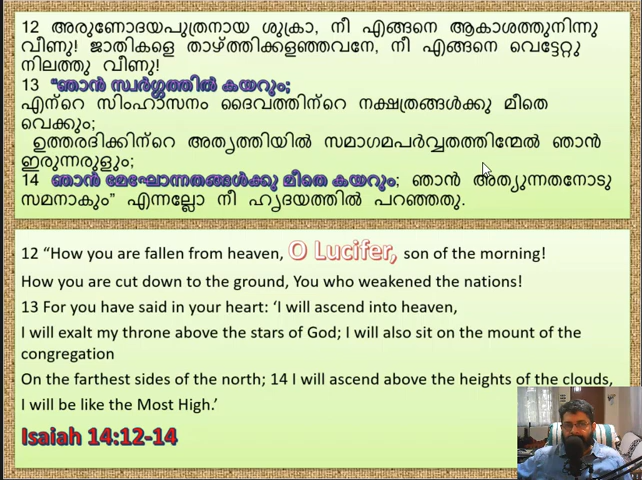 12 അരുണോദയപുത്രനായ ശുക്രാ, നീ എങ്ങനെ ആകാശത്തുനിന്നു
വീണു! ജാതികളെ താഴ്ത്തിക്കളഞ്ഞവനേ, നീ എങ്ങനെ വെട്ടേറ്റു
നിലത്തു വീണു!
13 “ഞാൻ സ്വർഗ്ഗത്തിൽ കയറും;
എന്റെ സിംഹാസനം ദൈവത്തിന്റെ നക്ഷത്രങ്ങൾക്കു മീതെ
വെക്കും;
ഉത്തരദിക്കിന്റെ അതൃത്തിയിൽ സമാഗമപർവ്വതത്തിന്മേൽ ഞാൻ
ഇരുന്നരുളും;
14 ഞാൻ മേഘോന്നതങ്ങൾക്കു മീതെ കയറും; ഞാൻ അത്യുന്നതനോടു
സമനാകും” എന്നല്ലോ നീ ഹൃദയത്തിൽ പറഞ്ഞതു.
12 “How you are fallen from heaven, O Lucifer, son of the morning!
How you are cut down to the ground, You who weakened the nations!
13 For you have said in your heart: ‘I will ascend into heaven,
I will exalt my throne above the stars of God; I will also sit on the mount of the
congregation
On the farthest sides of the north; 14 I will ascend above the heights of the clouds,
I will be like the Most High.’
Isaiah 14:12-14